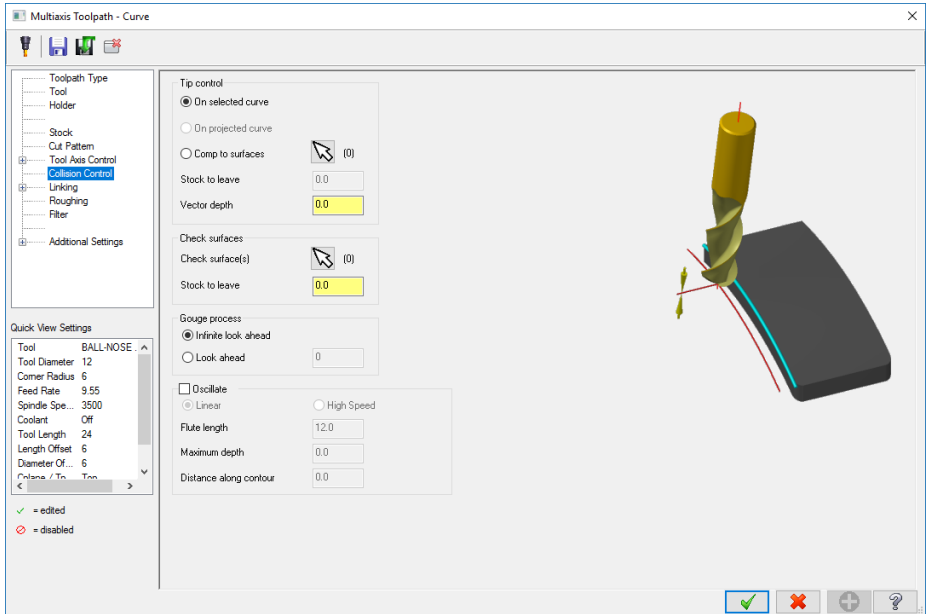 Multiaxis Toolpath - Curve
Toolpath Type
Tool
Holder
Stock
Cut Pattern
Tool Axis Control
Collision Control
Linking
Roughing
Filter
Additional Settings
Quick View Settings
Tool BALL-NOSE .
Tool Diameter 12
Corner Radius 6
Feed Rate 9.55
Spindle Spe... 3500
Coolant Off
Tool Length 24
Length Offset 6
Diameter Of... 6
Cplane / Tp... Top
= edited
= disabled
Tip control
On selected curve
On projected curve
Comp to surfaces (0)
Stock to leave 0.0
Vector depth 0.0
Check surfaces
Check surface(s) (0)
Stock to leave 0.0
Gouge process
Infinite look ahead
Look ahead 0
Oscillate
Linear High Speed
Flute length 12.0
Maximum depth 0.0
Distance along contour 0.0